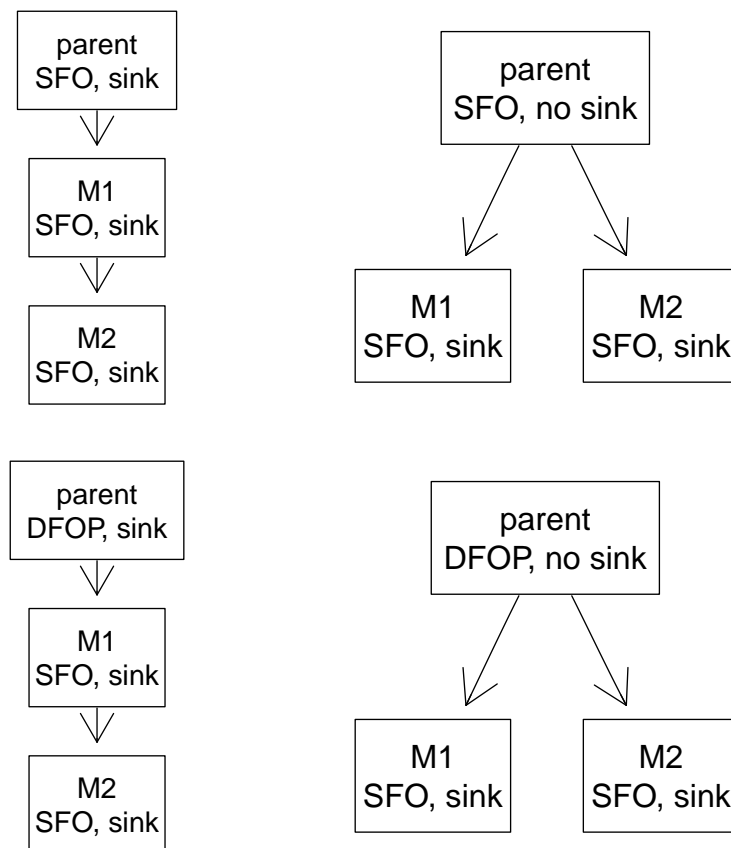 parent
SFO, sink
M1
SFO, sink
M2
SFO, sink
parent
SFO, no sink
M1
SFO, sink
M2
SFO, sink
parent
DFOP, sink
M1
SFO, sink
M2
SFO, sink
parent
DFOP, no sink
M1
SFO, sink
M2
SFO, sink